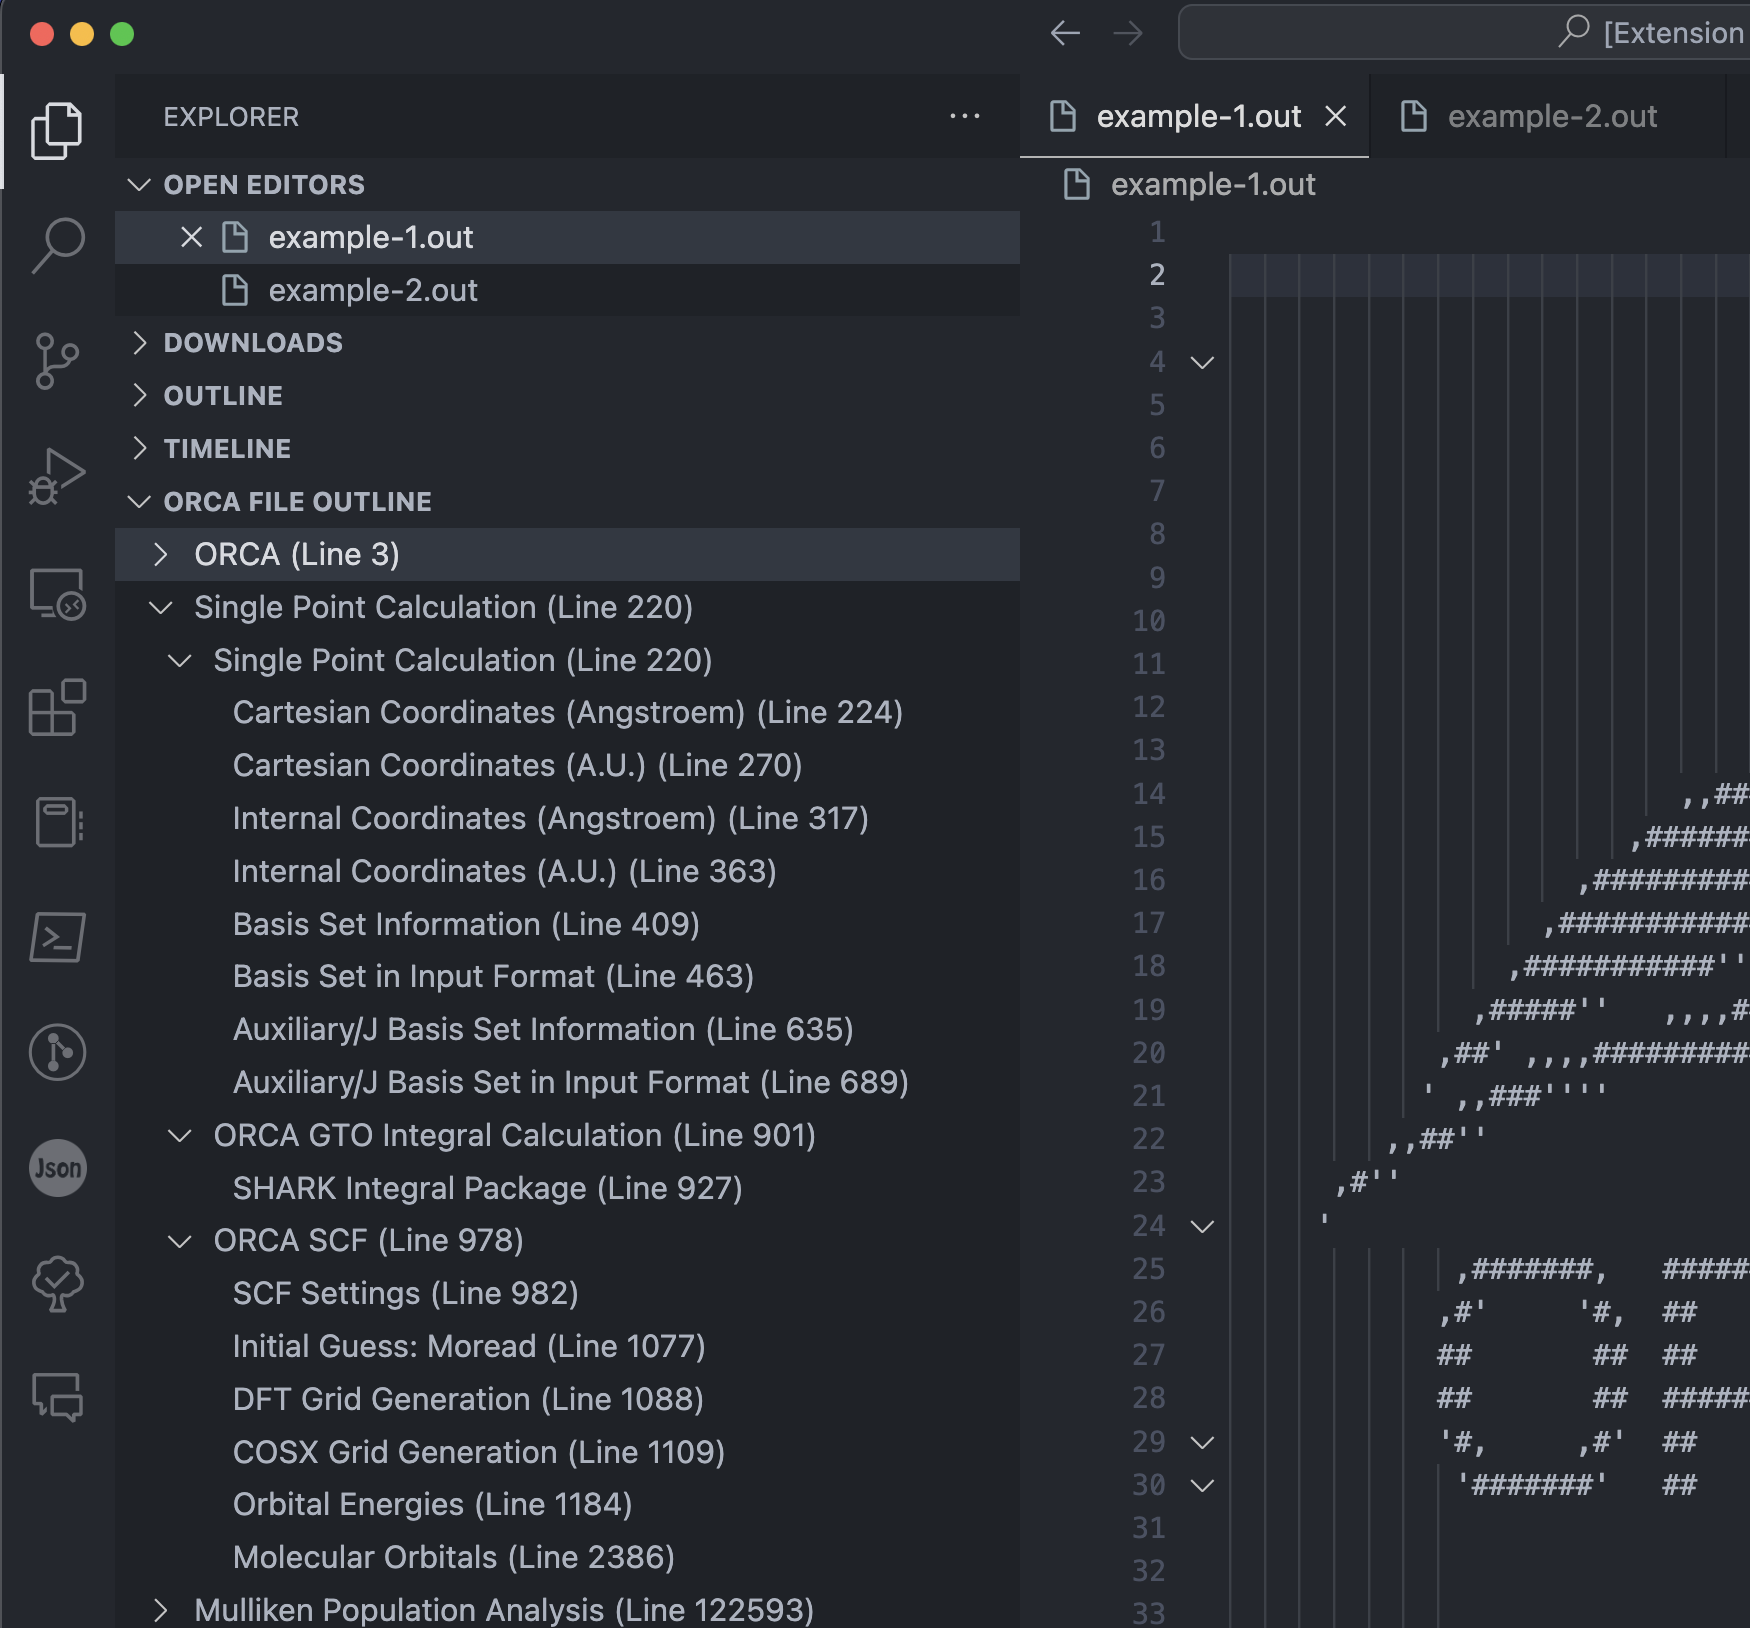 [Extension
EXPLORER
example-1.out
example-2.out
OPEN EDITORS
example-1.out
example-2.out
DOWNLOADS
OUTLINE
TIMELINE
ORCA FILE OUTLINE
ORCA (Line 3)
Single Point Calculation (Line 220)
Single Point Calculation (Line 220)
Cartesian Coordinates (Angstroem) (Line 224)
Cartesian Coordinates (A.U.) (Line 270)
Internal Coordinates (Angstroem) (Line 317)
Internal Coordinates (A.U.) (Line 363)
Basis Set Information (Line 409)
Basis Set in Input Format (Line 463)
Auxiliary/J Basis Set Information (Line 635)
Auxiliary/J Basis Set in Input Format (Line 689)
ORCA GTO Integral Calculation (Line 901)
SHARK Integral Package (Line 927)
ORCA SCF (Line 978)
SCF Settings (Line 982)
Initial Guess: Moread (Line 1077)
DFT Grid Generation (Line 1088)
COSX Grid Generation (Line 1109)
Orbital Energies (Line 1184)
Molecular Orbitals (Line 2386)
Mulliken Population Analysis (Line 122593)
Json
example-1.out
1
2
3
4
5
6
7
8
9
10
11
12
13
14 ,,##
15 ,######
16 ,#########
17 ,###########
18 ,###########''
19 ,#####'' ,,,,#
20 ,##' ,,,,#########
21 ' ,,###''''
22 ,,##''
23 ,#''
24 '
25 ,#######, #####
26 ,#' '#, ##
27 ## ## ##
28 ## ## #####
29 '#, ,#' ##
30 '#######' ##
31
32
33